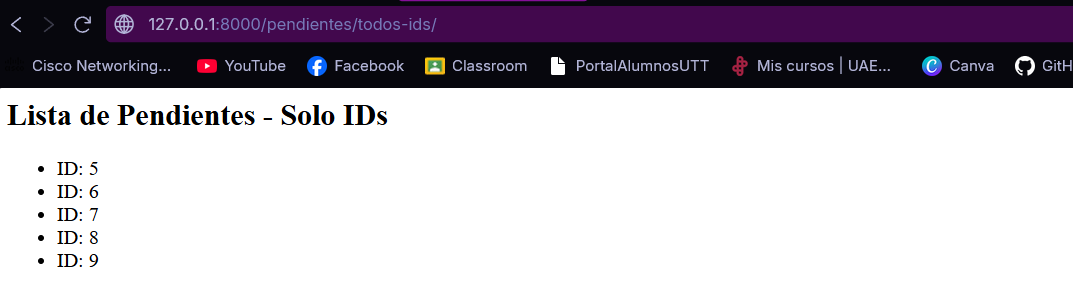 127.0.0.1:8000/pendientes/todos-ids/
Cisco Networking... YouTube Facebook Classroom PortalAlumnosUTT Mis cursos | UAE... Canva GitH
Lista de Pendientes - Solo IDs
• ID: 5
• ID: 6
• ID: 7
• ID: 8
• ID: 9